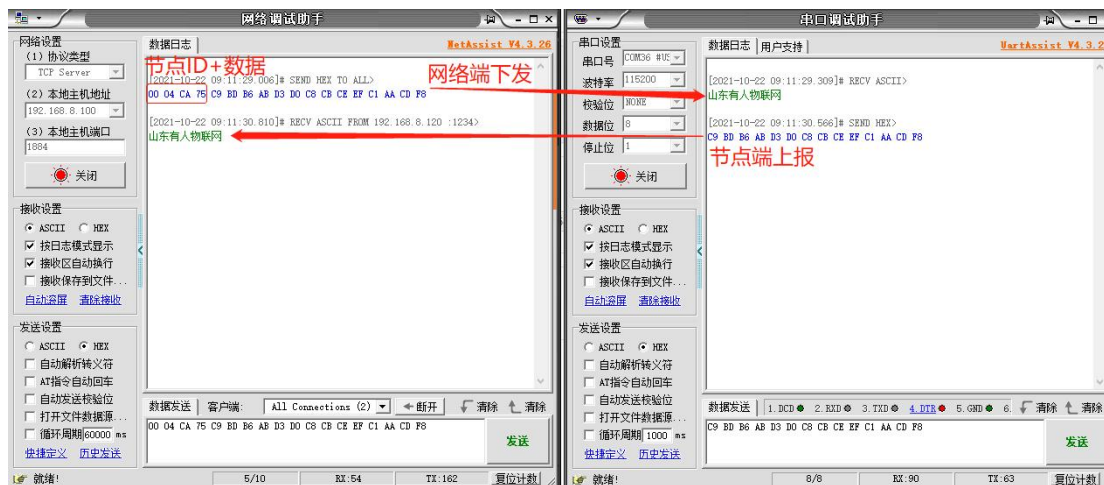 网络调试助手
网络设置
(1) 协议类型
TCP Server
(2) 本地主机地址
192.168.8.100
(3) 本地主机端口
1884
关闭
接收设置
ASCII HEX
按日志模式显示
接收区自动换行
接收保存到文件...
自动滚屏 清除接收
发送设置
ASCII HEX
自动解析转义符
AT指令自动回车
自动发送校验位
打开文件数据源...
循环周期 60000 ms
快捷定义 历史发送
数据日志
NetAssist V4.3.26
节点ID+数据
网络端下发
[2021-10-22 09:11:29.006]# SEND HEX TO ALL>
00 04 CA 75 C9 BD B6 AB D3 D0 C8 CB CE EF C1 AA CD F8
[2021-10-22 09:11:30.810]# RECV ASCII FROM 192.168.8.120 :1234>
山东有人物联网
数据发送 客户端: All Connections (2) 断开 清除 清除
00 04 CA 75 C9 BD B6 AB D3 D0 C8 CB CE EF C1 AA CD F8
发送
就绪! 5/10 RX:54 TX:162 复位计数
串口调试助手
串口设置
串口号 COM36 #US
波特率 115200
校验位 NONE
数据位 8
停止位 1
关闭
接收设置
ASCII HEX
按日志模式显示
接收区自动换行
接收保存到文件...
自动滚屏 清除接收
发送设置
ASCII HEX
自动解析转义符
AT指令自动回车
自动发送校验位
打开文件数据源...
循环周期 1000 ms
快捷定义 历史发送
数据日志 用户支持
UartAssist V4.3.2
[2021-10-22 09:11:29.309]# RECV ASCII>
山东有人物联网
[2021-10-22 09:11:30.566]# SEND HEX>
C9 BD B6 AB D3 D0 C8 CB CE EF C1 AA CD F8
节点端上报
数据发送 1.DCD 2.RXD 3.TXD 4.DTR 5.GND 6. 清除 清除
C9 BD B6 AB D3 D0 C8 CB CE EF C1 AA CD F8
发送
就绪! 8/8 RX:90 TX:63 复位计数